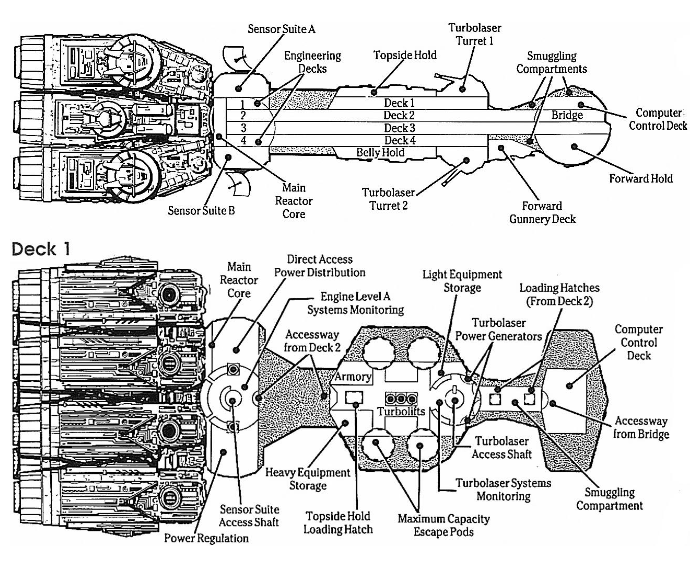 Sensor Suite A
Engineering
Decks
Topside Hold
Turbolaser
Turret 1
Smuggling
Compartments
1
Deck 1
2
Deck 2
3
Deck 3
4
Deck 4
Belly Hold
Bridge
Computer
Control Deck
Forward Hold
Main
Reactor
Core
Sensor Suite B
Turbolaser
Turret 2
Forward
Gunnery Deck
Deck 1
Main
Reactor
Core
Direct Access
Power Distribution
Engine Level A
Systems Monitoring
Accessway
from Deck 2
Light Equipment
Storage
Loading Hatches
(From Deck 2)
Turbolaser
Power Generators
Computer
Control
Deck
Armory
Turbolifts
Accessway
from Bridge
Turbolaser
Access Shaft
Heavy Equipment
Storage
Turbolaser Systems
Monitoring
Smuggling
Compartment
Sensor Suite
Access Shaft
Topside Hold
Loading Hatch
Maximum Capacity
Escape Pods
Power Regulation